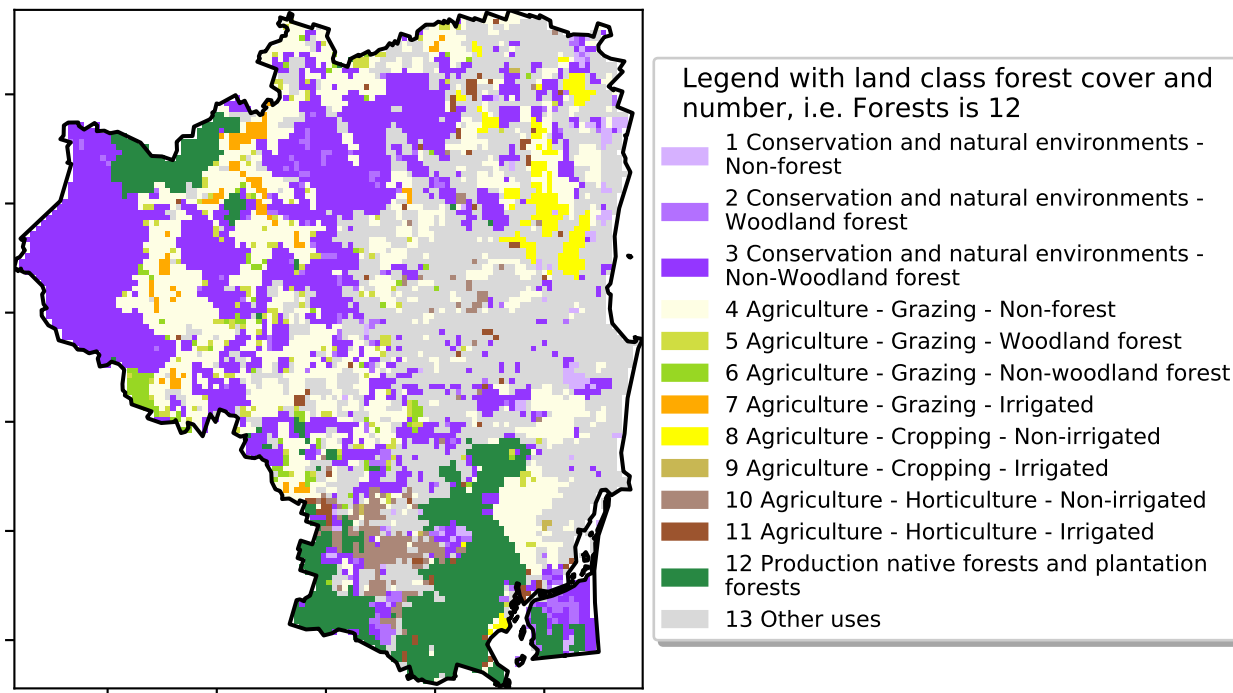 Legend with land class forest cover and
number, i.e. Forests is 12
1 Conservation and natural environments -
Non-forest
2 Conservation and natural environments -
Woodland forest
3 Conservation and natural environments -
Non-Woodland forest
4 Agriculture - Grazing - Non-forest
5 Agriculture - Grazing - Woodland forest
6 Agriculture - Grazing - Non-woodland forest
7 Agriculture - Grazing - Irrigated
8 Agriculture - Cropping - Non-irrigated
9 Agriculture - Cropping - Irrigated
10 Agriculture - Horticulture - Non-irrigated
11 Agriculture - Horticulture - Irrigated
12 Production native forests and plantation
forests
13 Other uses